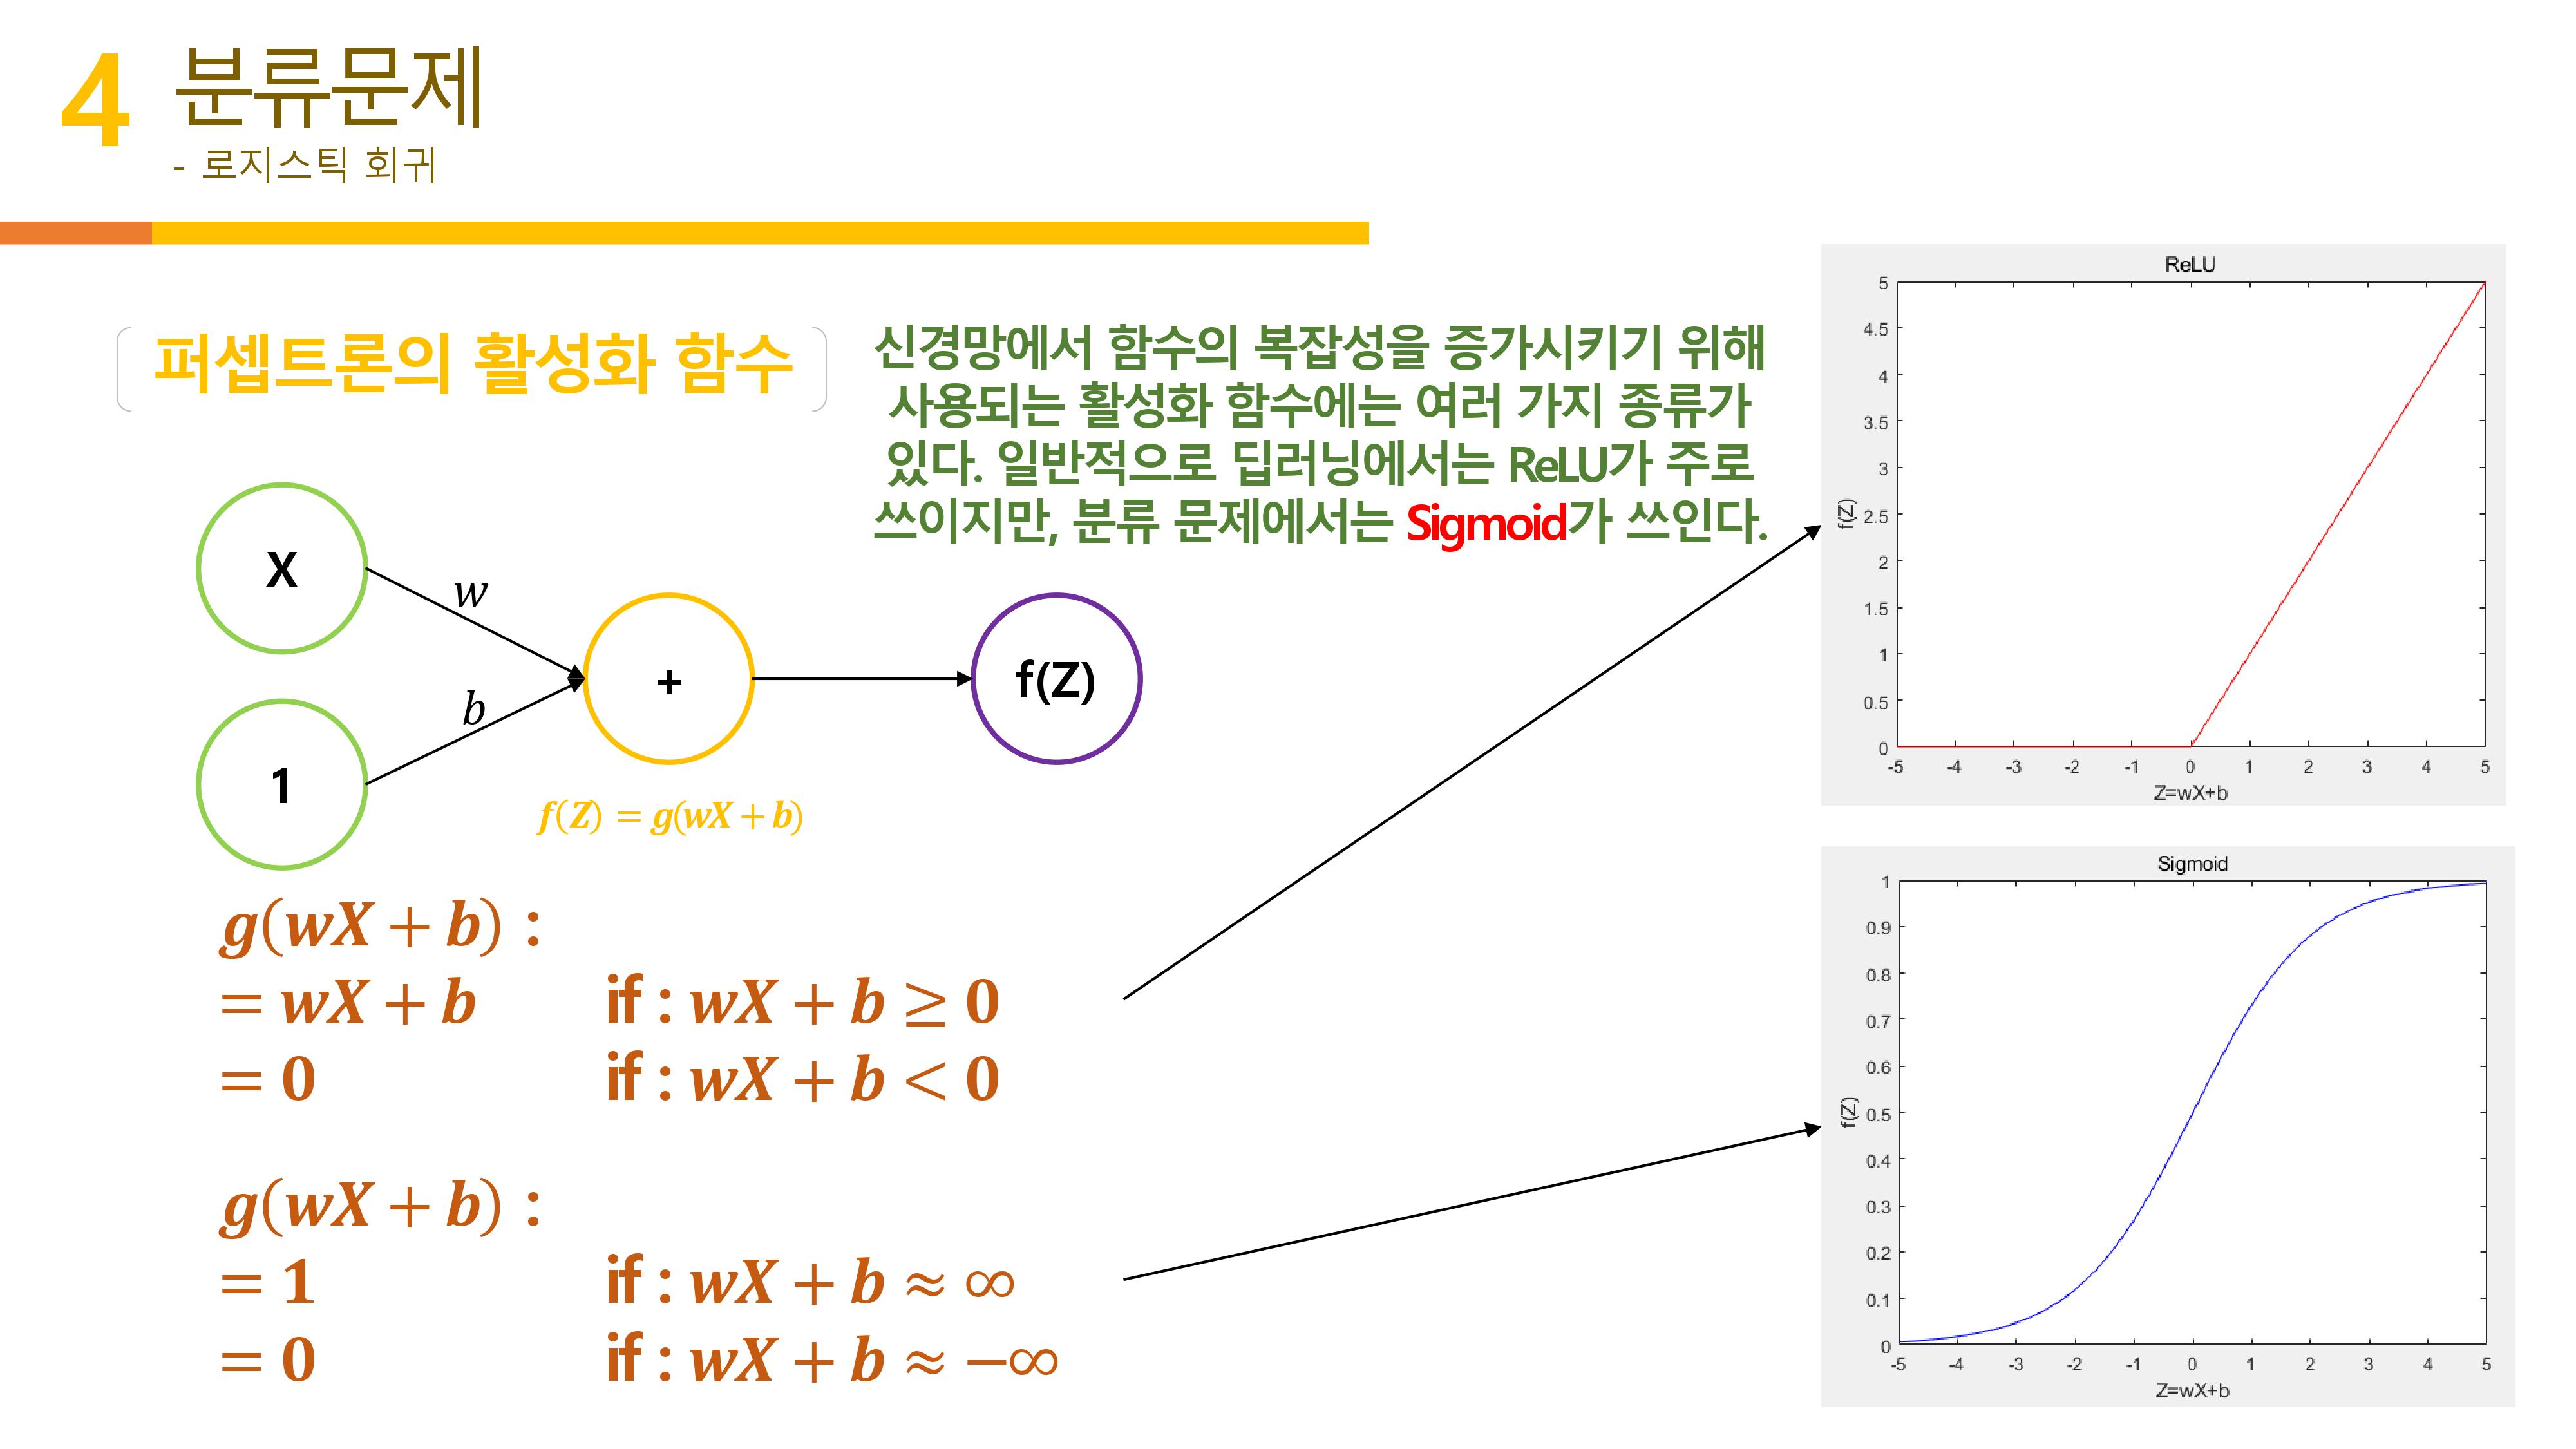 4 분류문제
- 로지스틱 회귀
퍼셉트론의 활성화 함수
신경망에서 함수의 복잡성을 증가시키기 위해
사용되는 활성화 함수에는 여러 가지 종류가
있다. 일반적으로 딥러닝에서는 ReLU가 주로
쓰이지만, 분류 문제에서는 Sigmoid가 쓰인다.
X
w
b
1
+
f(Z)
f(Z) = g(wX + b)
g(wX + b) :
= wX + b if : wX + b ≥ 0
= 0 if : wX + b < 0
g(wX + b) :
= 1 if : wX + b ≈ ∞
= 0 if : wX + b ≈ −∞
ReLU
5
4.5
4
3.5
3
2.5
2
1.5
1
0.5
0
f(Z)
-5 -4 -3 -2 -1 0 1 2 3 4 5
Z=wX+b
Sigmoid
1
0.9
0.8
0.7
0.6
0.5
0.4
0.3
0.2
0.1
0
f(Z)
-5 -4 -3 -2 -1 0 1 2 3 4 5
Z=wX+b